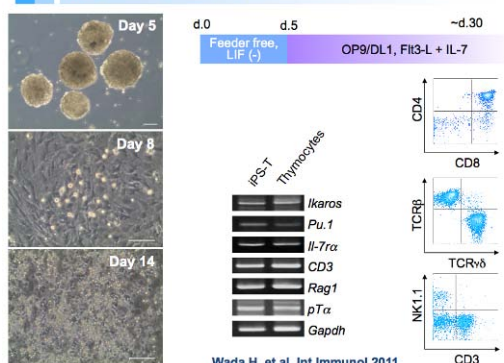 Day 5
Day 8
Day 14
d.0 d.5 ~d.30
Feeder free,
LIF (-)
OP9/DL1, Flt3-L + IL-7
iPS-T
Thymocytes
Ikaros
Pu.1
Il-7rα
CD3
Rag1
pTα
Gapdh
CD4
CD8
TCRβ
TCRγδ
NK1.1
CD3
Wada H, et al. Int Immunol 2011